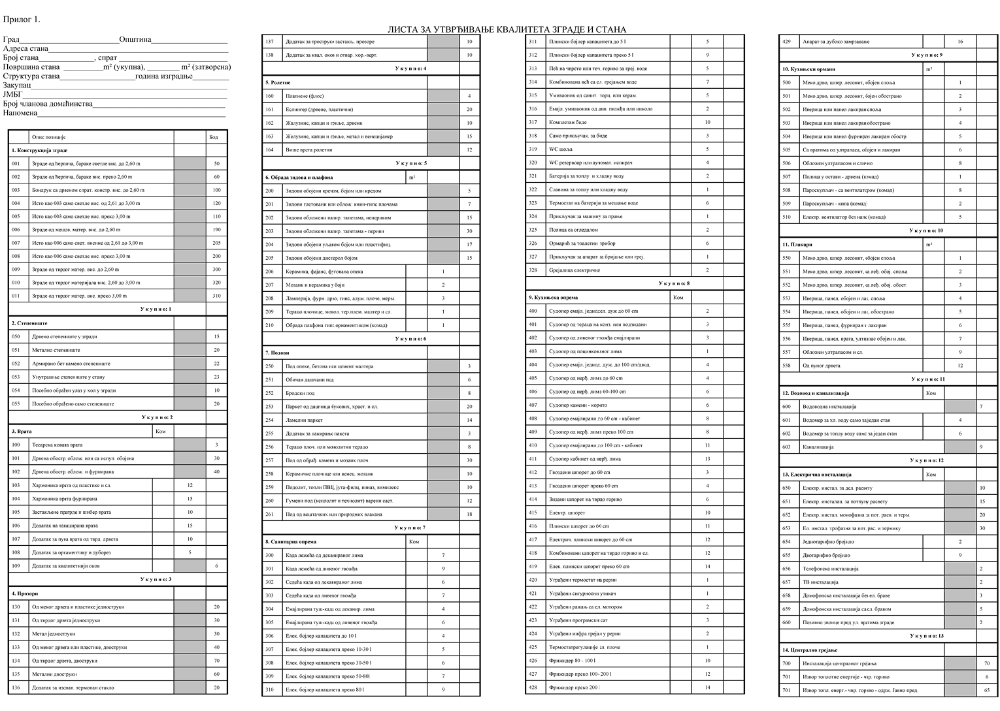 Прилог 1.
ЛИСТА ЗА УТВРЂИВАЊЕ КВАЛИТЕТА ЗГРАДЕ И СТАНА
Град______Општина______
Адреса стана______
Број стана______, спрат ______
Површина стана ______m² (укупна), ______ m² (затворена)
Структура стана______година изградње______
Закупац______
ЈМБГ______
Број чланова домаћинства______
Напомена______
Опис позиције Бод
1. Конструкција зграде
001 Зграде од ћерпича, бараке светле вис. до 2,60 m 50
002 Зграде од ћерпича, бараке вис. преко 2,60 m 60
003 Бондрук са дрвеном спрат. констр. вис. до 2,60 m 100
004 Исто као 003 само светле вис. од 2,61 до 3,00 m 120
005 Исто као 003 само светле вис. преко 3,00 m 110
006 Зграде од мешов. матер. вис. до 2,60 m 190
007 Исто као 006 само свет. висине од 2,61 до 3,00 m 205
008 Исто као 006 само светле вис. преко 3,00 m 200
009 Зграде од тврдог матер. вис. до 2,60 m 300
010 Зграде од тврдог материјала вис. 2,60 до 3,00 m 320
011 Зграде од тврдог матер. вис. преко 3,00 m 310
Укупно: 1
2. Степениште
050 Дрвено степениште у згради 15
051 Метално степениште 20
052 Армирано бет-камено степениште 22
053 Унутрашње степениште у стану 23
054 Посебно обрађен улаз у хол у згради 10
055 Посебно обрађено само степениште 20
Укупно: 2
3. Врата Ком
100 Тесарска кована врата 3
101 Дрвена обостр. облож. или са испуп. обојена 30
102 Дрвена обостр. облож. и фурнирана 40
103 Хармоника врата од пластике и сл. 12
104 Хармоника врата фурнирана 15
105 Застакљене преграде и шибер врата 10
106 Додатак на тапацирана врата 15
107 Додатак за пуна врата од тврд. дрвета 10
108 Додатак за орнаментику и дуборез 5
109 Додатак за квалитетнији оков 6
Укупно: 3
4. Прозори
130 Од меког дрвета и пластике једноструки 20
131 Од тврдог дрвета једноструки 30
132 Метал једноструки 30
133 Од меког дрвета или пластике, двоструки 40
134 Од тврдог дрвета, двоструки 70
135 Метални двоструки 60
136 Додатак за изолац. термопан стакло 20
137 Додатак за троструко застакљ. прозоре 10
138 Додатак за квал. оков и отвар. хор.-верт. 10
Укупно: 4
5. Ролетне
160 Платнене (флос) 4
161 Еслингер (дрвене, пластичне) 20
162 Жалузине, капци и гриље, дрвени 10
163 Желузине, капци и гриље, метал и венецијанер 15
164 Више врста ролетни 12
Укупно: 5
6. Обрада зидова и плафона m²
200 Зидови обојени кречом, бојом или кредом 5
201 Зидови глетовани или облож. книн-гипс плочама 7
202 Зидови обложени папир. тапетама, неперивим 15
203 Зидови обложени папир. тапетама - периви 30
204 Зидови обојени уљаном бојом или пластифиц. 17
205 Зидови обојени дисперзол бојом 15
206 Керамика, фајанс, фугована опека 1
207 Мозаик и керамика у боји 2
208 Ламперија, фурн. дрво, гипс, алум. плоче, мерм. 3
209 Терацо плочице, мовол. тер.плем. малтер и сл. 1
210 Обрада плафона гипс.орнаментиком (комад) 1
Укупно: 6
7. Подови
250 Под опеке, бетона или цемент малтера 3
251 Обичан дашчани под 6
252 Бродски под 8
253 Паркет од дашчица букових, храст. и сл. 20
254 Ламелни паркет 14
255 Додатак за лакирање пакета 3
256 Терацо плоч. или монолитни терацо 8
257 Под од обрађ. камена и мозаик плоч. 30
258 Керамичке плочице или венец. мозаик 10
259 Подолит, топли ПВЦ, јута-филц, виназ, вимилекс 10
260 Гумени под (ксилолит и технолит) варени саст. 12
261 Под од вештачких или природних влакана 18
Укупно: 7
8. Санитарна опрема Ком
300 Када лежећа од деканираног лима 7
301 Када лежећа од ливеног гвожђа 9
302 Седећа када од декапираног лима 6
303 Седећа када од ливеног гвожђа 7
304 Емајлирана туш-када од деканир. лима 4
305 Емајлирана туш-када од ливеног гвожђа 6
306 Елек. бојлер капацитета до 10 l 4
307 Елек. бојлер капацитета преко 10-30 l 5
308 Елек. бојлер капацитета преко 30-50 l 6
309 Елек. бојлер капацитета преко 50-80l 7
310 Елек. бојлер капацитета преко 80 l 9
311 Плински бојлер капацитета до 5 l 5
312 Плински бојлер капацитета преко 5 l 9
313 Пећ на чврсто или теч. гориво за греј. воде 5
314 Комбинована већ са ел. грејањем воде 7
315 Умиваоник од санит. порц. или керам. 5
316 Емајл. умиваоник од лив. гвожђа или николо 2
317 Комплетан биде 10
318 Само прикључак. за биде 3
319 WC шоља 5
320 WC резервоар или аутомат. испирач 4
321 Батерија за топлу и хладну воду 2
322 Славина за топлу или хладну воду 1
323 Термостат на батерији за мешање воде 6
324 Прикључак за машину за прање 1
325 Полица са огледалом 2
326 Ормарић за тоалетни прибор 6
327 Прикључак за апарат за бријање или греј. 1
328 Грејалица електрична 2
Укупно: 8
9. Кухињска опрема Ком
400 Судопер емајл. једнодел. дуж до 60 cm 2
401 Судопер од тераца на конз. или подзидани 3
402 Судопер од ливеног гвожђа емајлирани 3
403 Судопер од поцинкованог лима 1
404 Судопер емајл. једнод. дуж. до 100 cm/двод. 4
405 Судопер од нерђ. лима до 60 cm 4
406 Судопер од нерђ. лима 60-100 cm 6
407 Судопер камени - корито 6
408 Судопер емајлирани до 60 cm - кабинет 8
409 Судопер од нерђ. лима преко 100 cm 8
410 Судопер емајлирани до 100 cm - кабинет 11
411 Судопер кабинет од нерђ. лима 13
412 Гвоздени шпорет до 60 cm 3
413 Гвоздени шпорет преко 60 cm 4
414 Зидани шпорет на тврдо гориво 6
415 Електр. шпорет 10
416 Плински шпорет до 60 cm 11
417 Електрич. плински шпорет до 60 cm 12
418 Комбиновани шпорет на тврдо гориво и ел. 12
419 Елек. плински шпорет преко 60 cm 14
420 Уграђени термостат на рерни 1
421 Уграђени сигурносни утикач 1
422 Уграђени ражањ са ел. мотором 2
423 Уграђени програмски сат 3
424 Уграђени инфра грејач у рерни 2
425 Термостатрегулације ел. плоче 1
426 Фрижидер 80 - 100 l 10
427 Фрижидер преко 100-200 l 12
428 Фрижидер преко 200 l 14
429 Апарат за дубоко замрзавање 16
Укупно: 9
10. Кухињски ормани m²
500 Меко дрво, шпер. лесонит, обојен споља 1
501 Меко дрво, шпер. лесонит, бојен обострано 2
502 Иверица или панел лакиран споља 3
503 Иверица или панел лакиран обострано 4
504 Иверица или панел фурнирен лакиран обостр. 5
505 Са вратима од ултрапаса, обојен и лакиран 6
506 Обложен ултрапасом и слично 8
507 Полица у остави - дрвена (комад) 1
508 Пароскупљач - са вентилатором (комад) 8
509 Пароскупљач - кипа (комад) 2
510 Електр. вентилатор без напе (комад) 5
Укупно: 10
11. Плакари m²
550 Меко дрво, шпер. лесонит, обојен споља 1
551 Меко дрво, шпер. лесонит, са леђ. обој. споља 2
552 Меко дрво, шпер. лесонит, са леђ. обој. обост. 3
553 Иверица, панел, обојен и лак, споља 4
554 Иверица, панел, обојен и лак, обострано 5
555 Иверица, панел, фурниран з лакиран 6
556 Иверица, панел, врата, ултипас обојен и лак. 7
557 Обложен ултрапасом и сл. 9
558 Од пуног дрвета 12
Укупно: 11
12. Водовод и канализација Ком
600 Водоводна инсталација 7
601 Водомер за хл. воду само за један стан 4
602 Водомер за топлу воду само за један стан 6
603 Канализација 9
Укупно: 12
13. Електрична инсталација Ком
650 Електр. инстал. за дел. расвету 10
651 Електр. инсталац. за потпуну расвету 15
652 Електр. инстал. монофазна за пот. расв. и терм. 20
653 Ел. инстал. трофазна за пот. рас. и термику 30
654 Једнотарифно бројило 2
655 Двотарифно бројило 9
656 Телефонска инсталација 2
657 ТВ инсталација 2
658 Домофонска инсталација без ел. браве 3
659 Домофонска инсталација са ел. бравом 5
660 Позивно звонце пред ул. вратима зграде 2
Укупно: 13
14. Централно грејање
700 Инсталација централног грејања 70
701 Извор топлотне енергије - чвр. гориво 6
701 Извор топл. енерг.- чвр. гориво - одрж. Јавно пред. 65